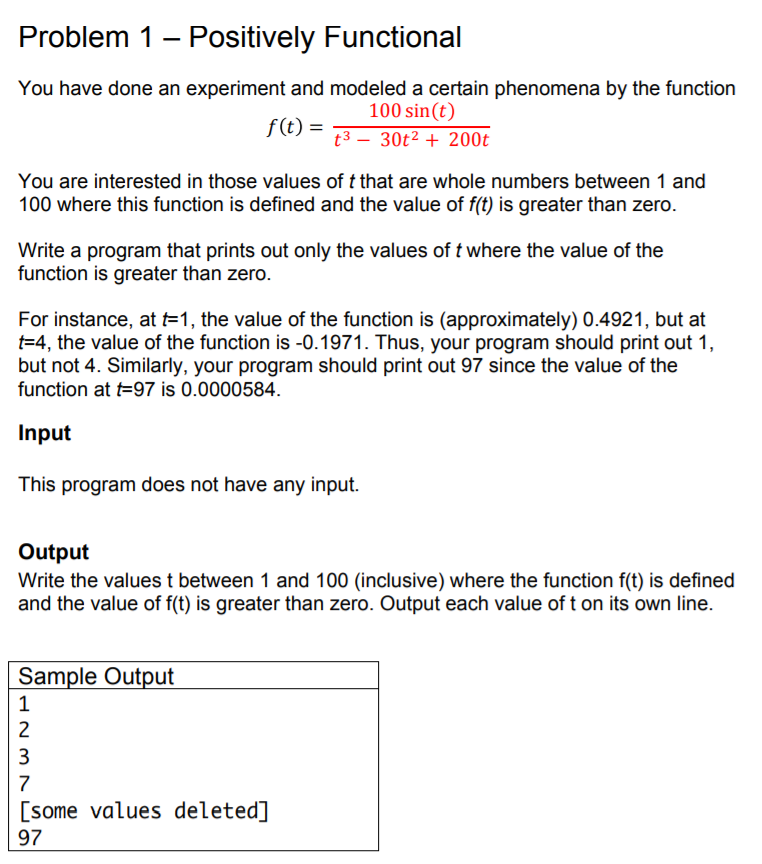 Problem 1 – Positively Functional
You have done an experiment and modeled a certain phenomena by the function
f(t) = 100 sin(t) / t³ – 30t² + 200t
You are interested in those values of t that are whole numbers between 1 and
100 where this function is defined and the value of f(t) is greater than zero.
Write a program that prints out only the values of t where the value of the
function is greater than zero.
For instance, at t=1, the value of the function is (approximately) 0.4921, but at
t=4, the value of the function is -0.1971. Thus, your program should print out 1,
but not 4. Similarly, your program should print out 97 since the value of the
function at t=97 is 0.0000584.
Input
This program does not have any input.
Output
Write the values t between 1 and 100 (inclusive) where the function f(t) is defined
and the value of f(t) is greater than zero. Output each value of t on its own line.
Sample Output
1
2
3
7
[some values deleted]
97